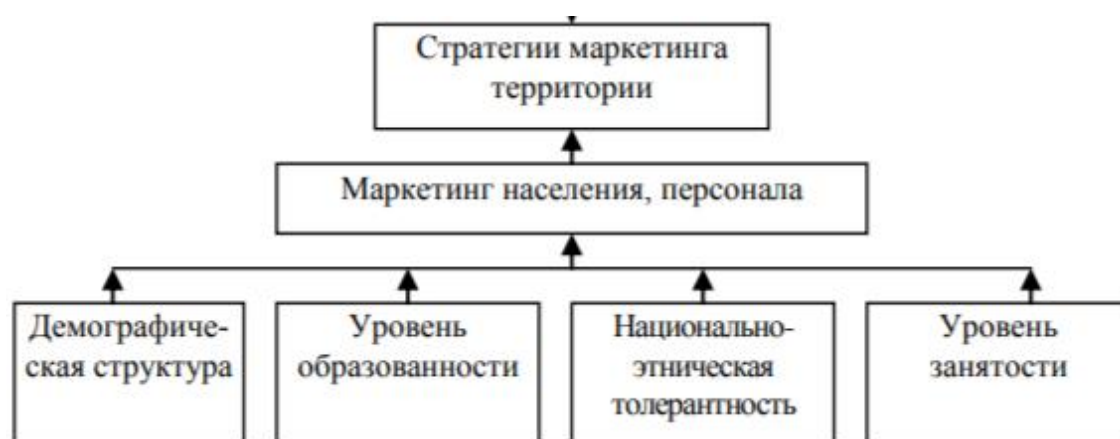 Стратегии маркетинга
территории
Маркетинг населения, персонала
Демографиче-
ская структура
Уровень
образованности
Национально-
этническая
толерантность
Уровень
занятости